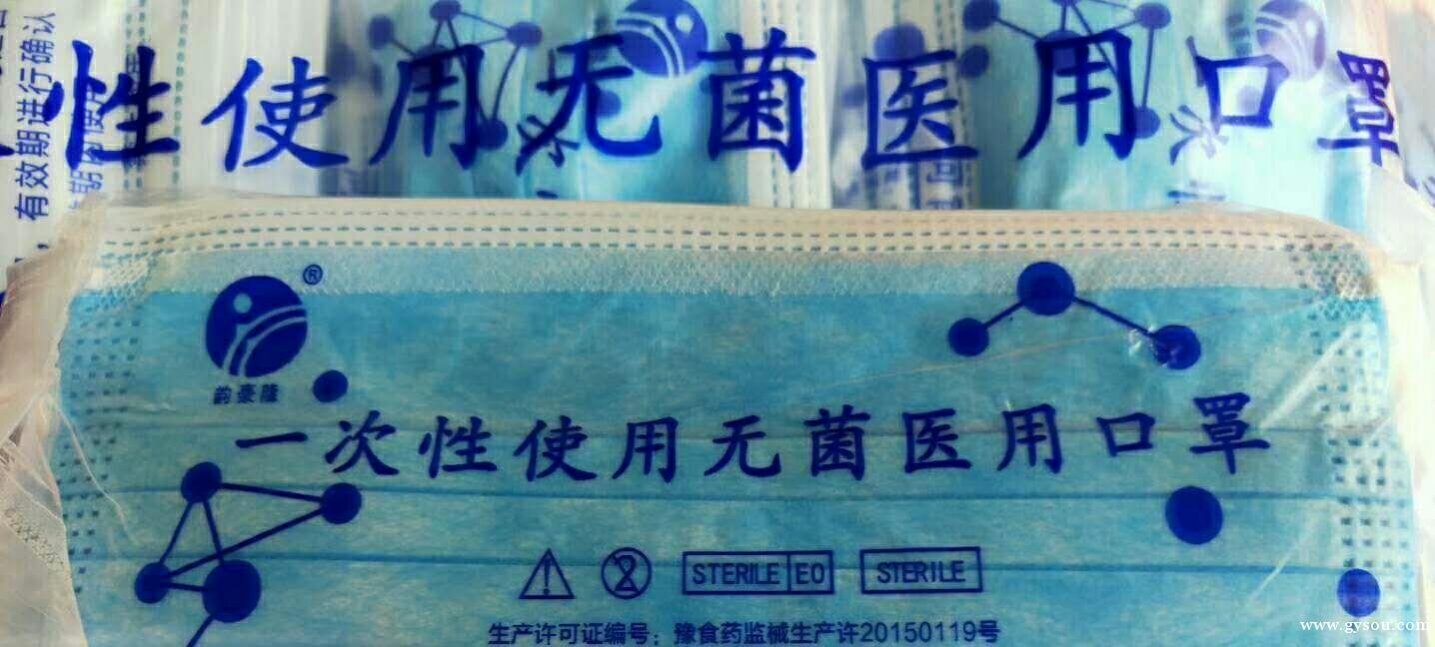 有效期进行确认
性使用无菌医用口罩
®
韵豪隆
一次性使用无菌医用口罩
STERILE EO STERILE
生产许可证编号：豫食药监械生产许20150119号
www.gysou.com